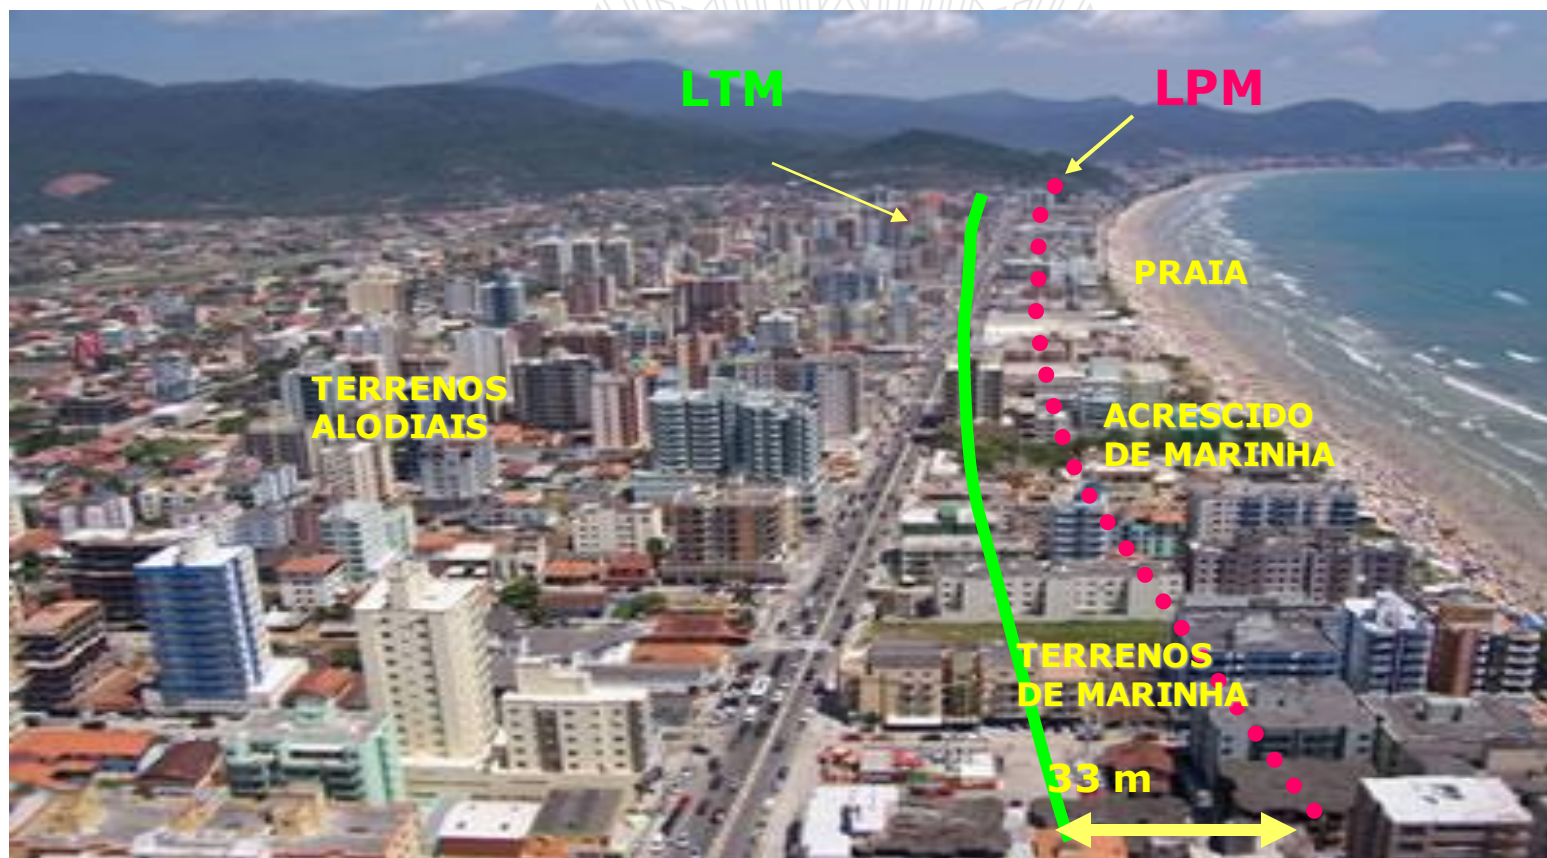 LTM
LPM
PRAIA
TERRENOS
ALODIAIS
ACRESCIDO
DE MARINHA
TERRENOS
DE MARINHA
33 m